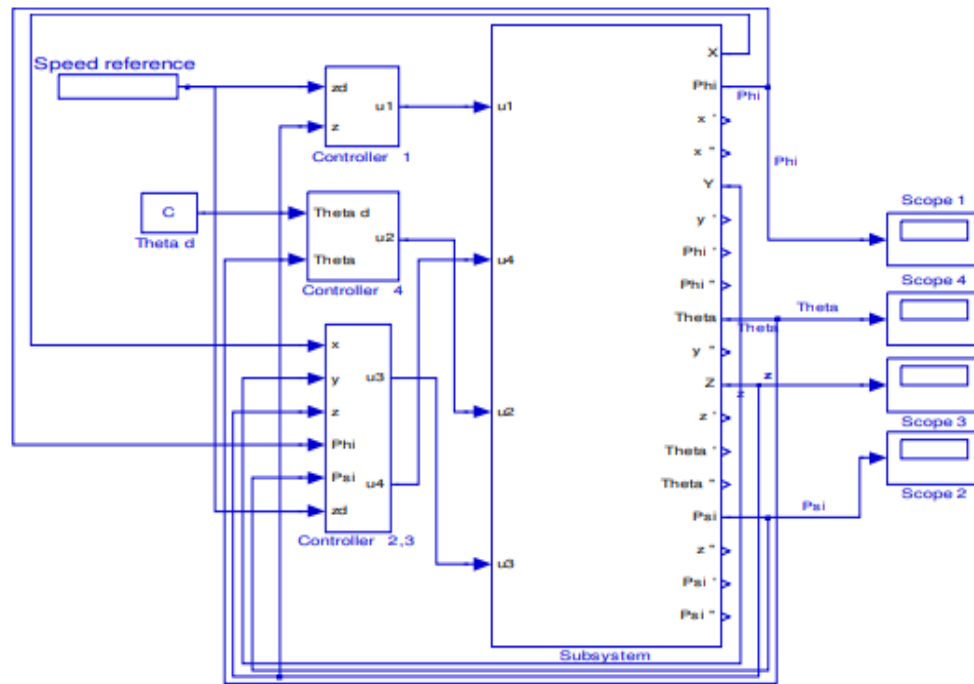 Speed reference
zd
z
u1
Controller 1
C
Theta d
Theta d
Theta
u2
Controller 4
x
y
z
Phi
Psi
zd
u3
u4
Controller 2,3
u1
u4
u2
u3
X
Phi
x '
x "
Y
y '
Phi '
Phi "
Theta
y "
Z
z '
Theta '
Theta "
Psi
z "
Psi '
Psi "
Subsystem
Phi
Phi
Theta
Theta
z
z
Psi
Scope 1
Scope 4
Scope 3
Scope 2